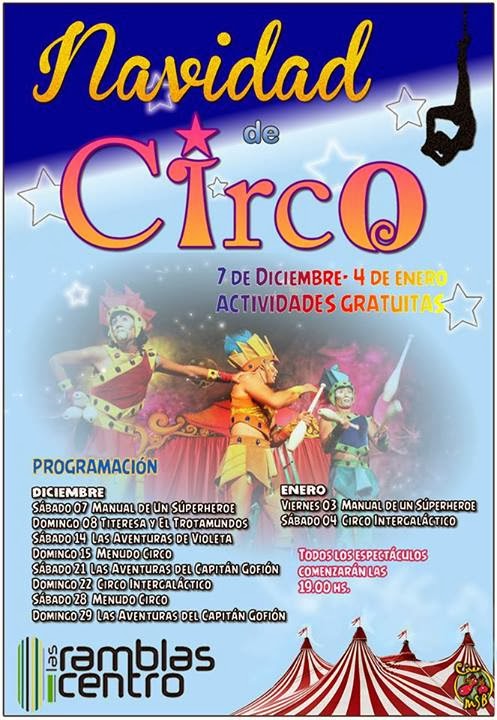 Navidad
de
Circo
7 de Diciembre- 4 de enero
ACTIVIDADES GRATUITAS
PROGRAMACIÓN
DICIEMBRE
SÁBADO 07 MANUAL DE UN SÚPERHEROE
DOMINGO 08 TITERESA Y EL TROTAMUNDOS
SÁBADO 14 LAS AVENTURAS DE VIOLETA
DOMINGO 15 MENUDO CIRCO
SÁBADO 21 LAS AVENTURAS DEL CAPITÁN GOFIÓN
DOMINGO 22 CIRCO INTERGALÁCTICO
SÁBADO 28 MENUDO CIRCO
DOMINGO 29 LAS AVENTURAS DEL CAPITÁN GOFIÓN
ENERO
VIERNES 03 MANUAL DE UN SÚPERHEROE
SÁBADO 04 CIRCO INTERGALÁCTICO
TODOS LOS ESPECTÁCULOS
COMENZARÁN LAS
19.00 HS.
las
ramblas
centro
Circo
MSB